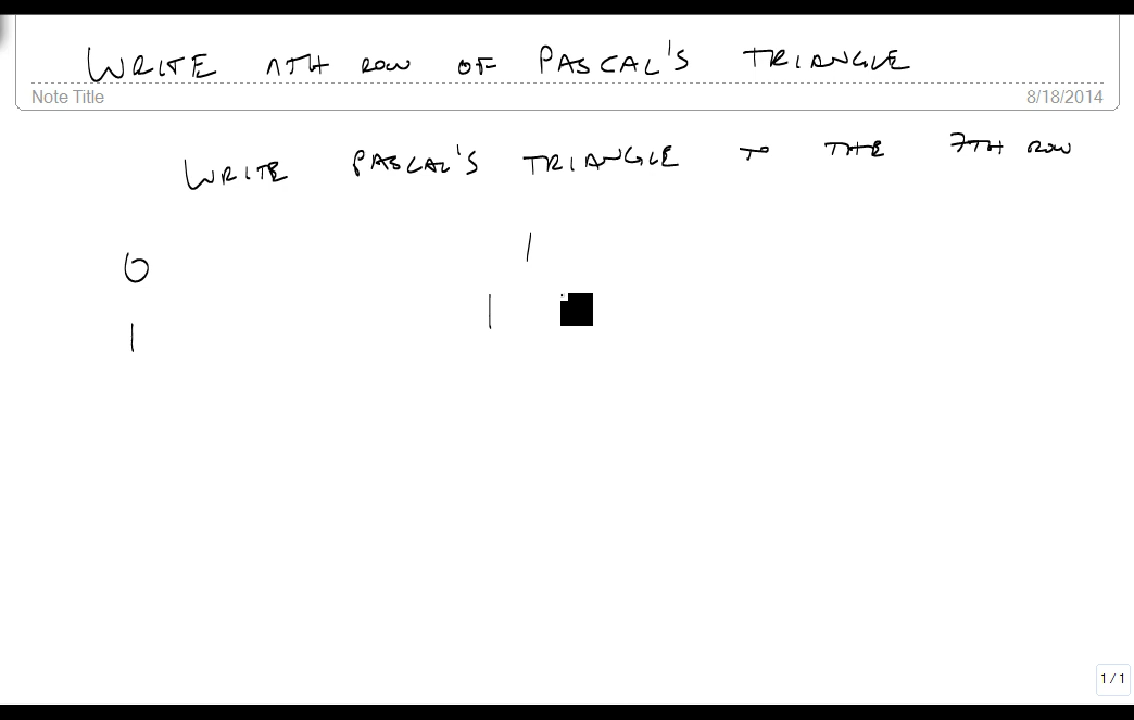 WRITE nTH ROW OF PASCAL'S TRIANGLE
Note Title 8/18/2014
WRITE PASCAL'S TRIANGLE TO THE 7TH ROW
0 1
1 1
1/1